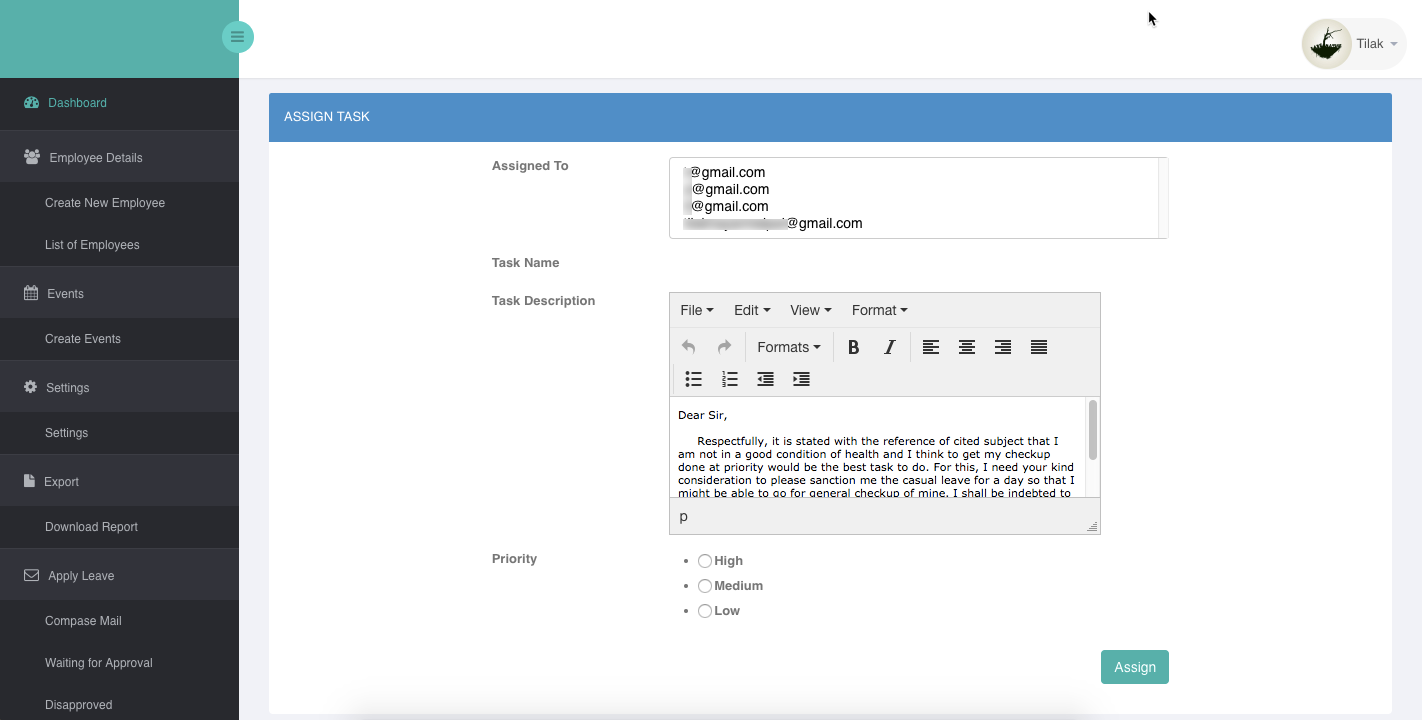 Tilak
Dashboard
Employee Details
Create New Employee
List of Employees
Events
Create Events
Settings
Settings
Export
Download Report
Apply Leave
Compase Mail
Waiting for Approval
Disapproved
ASSIGN TASK
Assigned To
@gmail.com
@gmail.com
@gmail.com
@gmail.com
Task Name
Task Description
File Edit View Format
Formats B I
Dear Sir,
Respectfully, it is stated with the reference of cited subject that I
am not in a good condition of health and I think to get my checkup
done at priority would be the best task to do. For this, I need your kind
consideration to please sanction me the casual leave for a day so that I
might be able to go for general checkup of mine. I shall be indebted to
p
Priority
High
Medium
Low
Assign